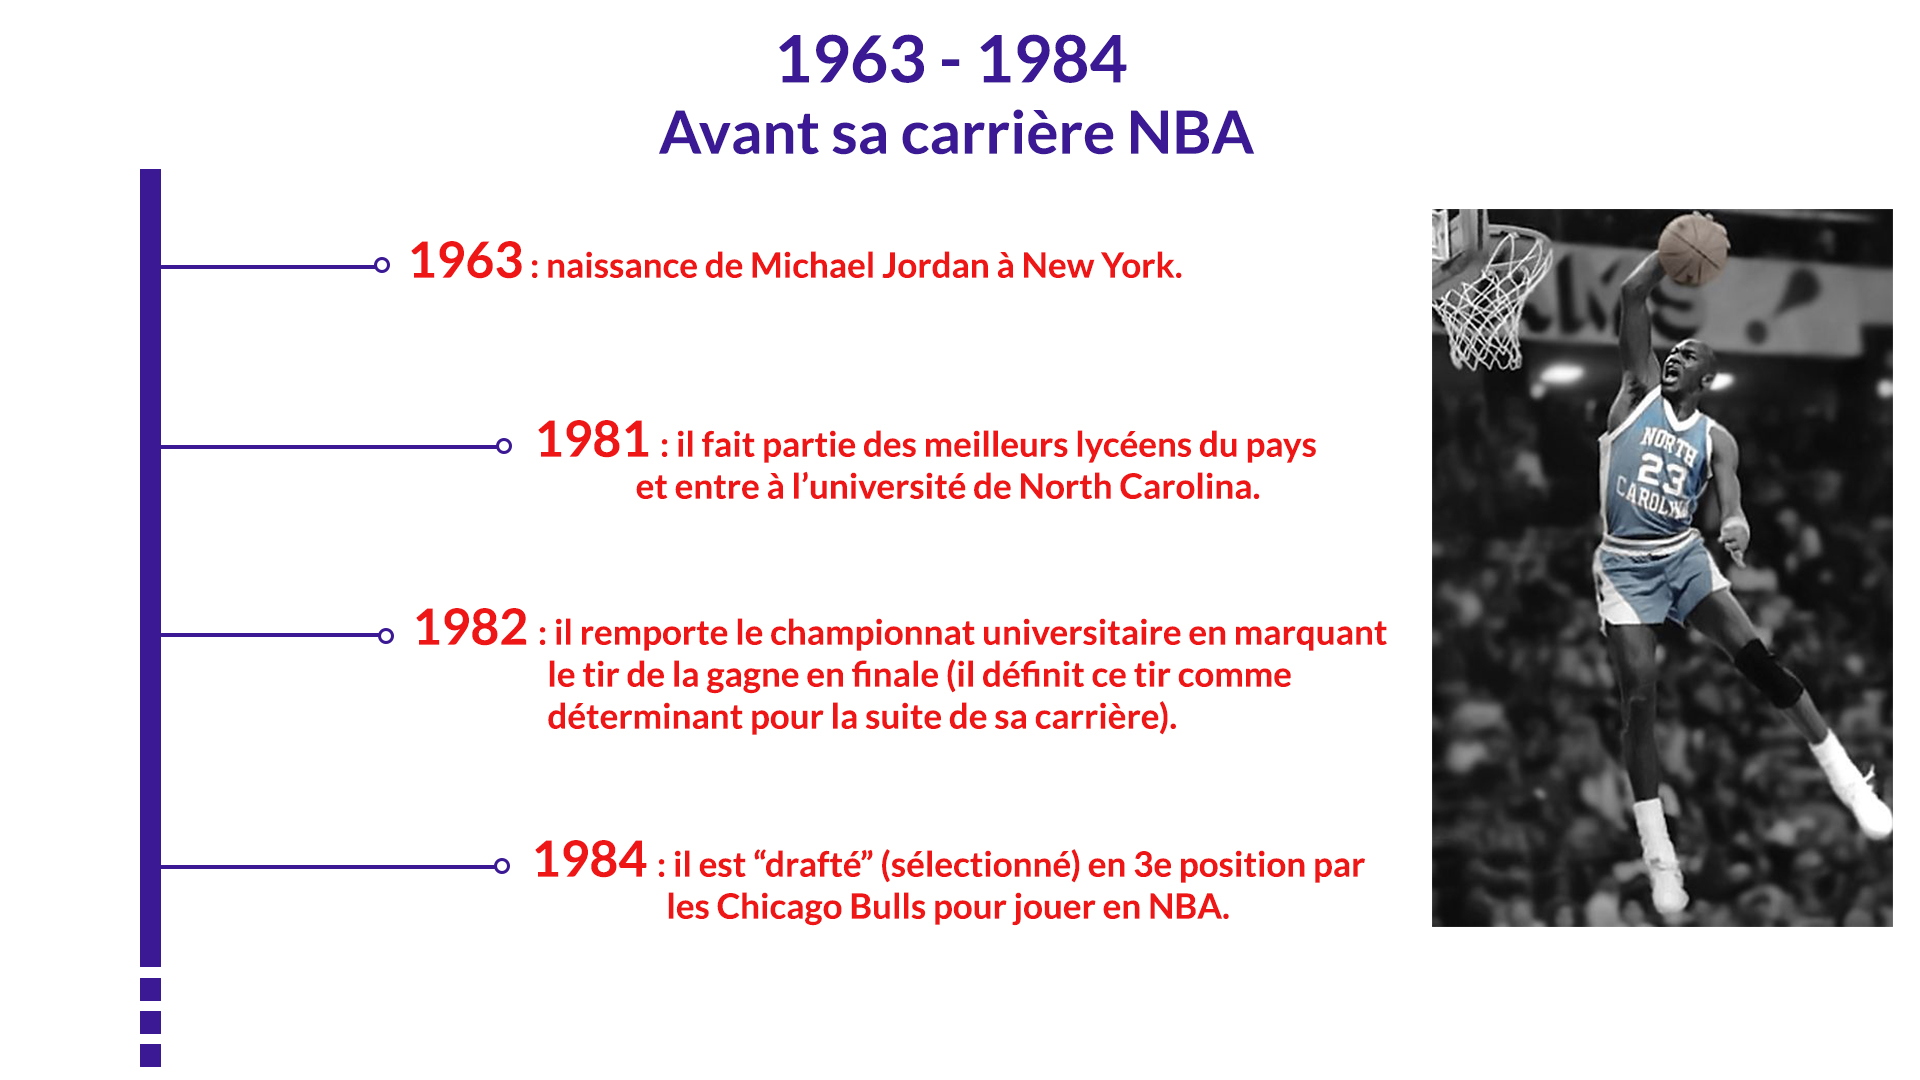 1963 - 1984
Avant sa carrière NBA
1963 : naissance de Michael Jordan à New York.
1981 : il fait partie des meilleurs lycéens du pays
et entre à l’université de North Carolina.
1982 : il remporte le championnat universitaire en marquant
le tir de la gagne en finale (il définit ce tir comme
déterminant pour la suite de sa carrière).
1984 : il est “drafté” (sélectionné) en 3e position par
les Chicago Bulls pour jouer en NBA.
NORTH
23
CAROLINA